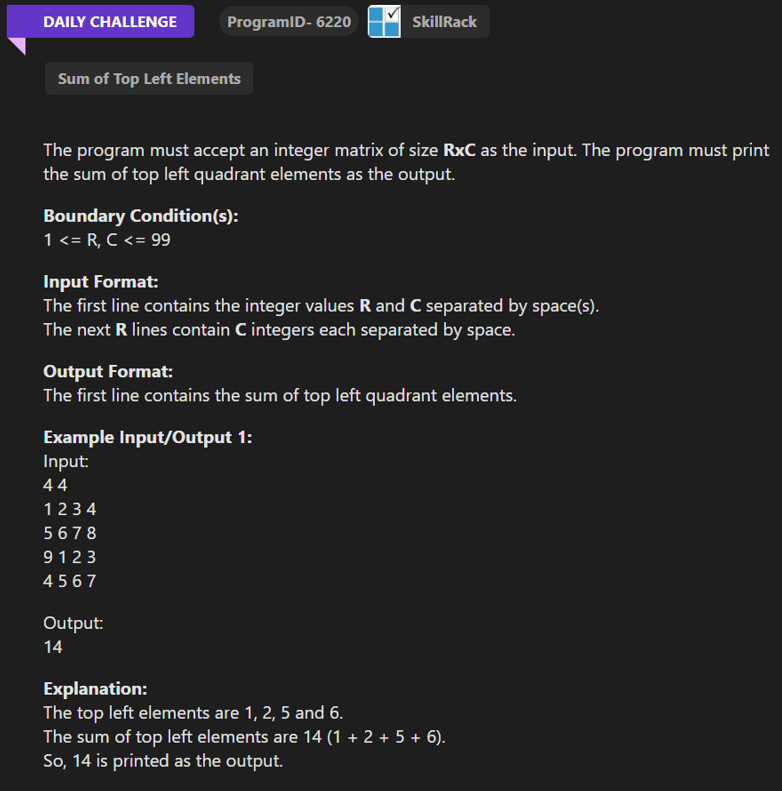 DAILY CHALLENGE
ProgramID- 6220
SkillRack
Sum of Top Left Elements
The program must accept an integer matrix of size RxC as the input. The program must print
the sum of top left quadrant elements as the output.
Boundary Condition(s):
1 <= R, C <= 99
Input Format:
The first line contains the integer values R and C separated by space(s).
The next R lines contain C integers each separated by space.
Output Format:
The first line contains the sum of top left quadrant elements.
Example Input/Output 1:
Input:
4 4
1 2 3 4
5 6 7 8
9 1 2 3
4 5 6 7
Output:
14
Explanation:
The top left elements are 1, 2, 5 and 6.
The sum of top left elements are 14 (1 + 2 + 5 + 6).
So, 14 is printed as the output.